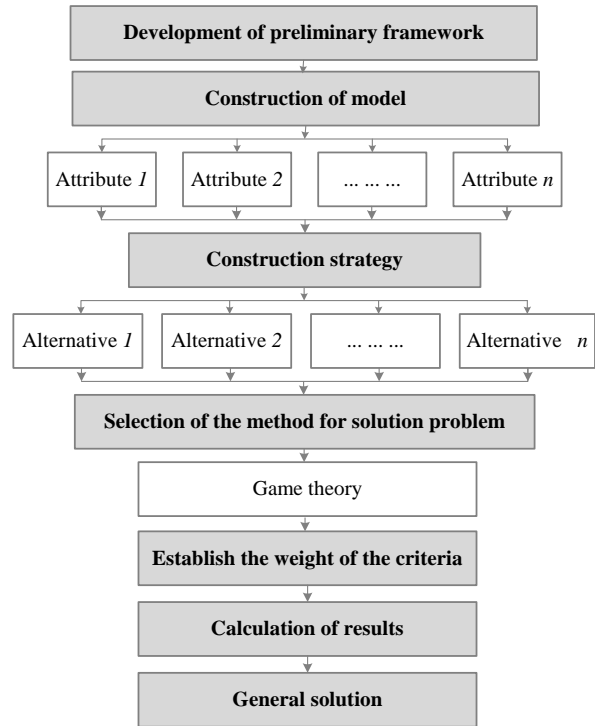 Development of preliminary framework
Construction of model
Attribute 1
Attribute 2
... ... ...
Attribute n
Construction strategy
Alternative 1
Alternative 2
... ... ...
Alternative n
Selection of the method for solution problem
Game theory
Establish the weight of the criteria
Calculation of results
General solution